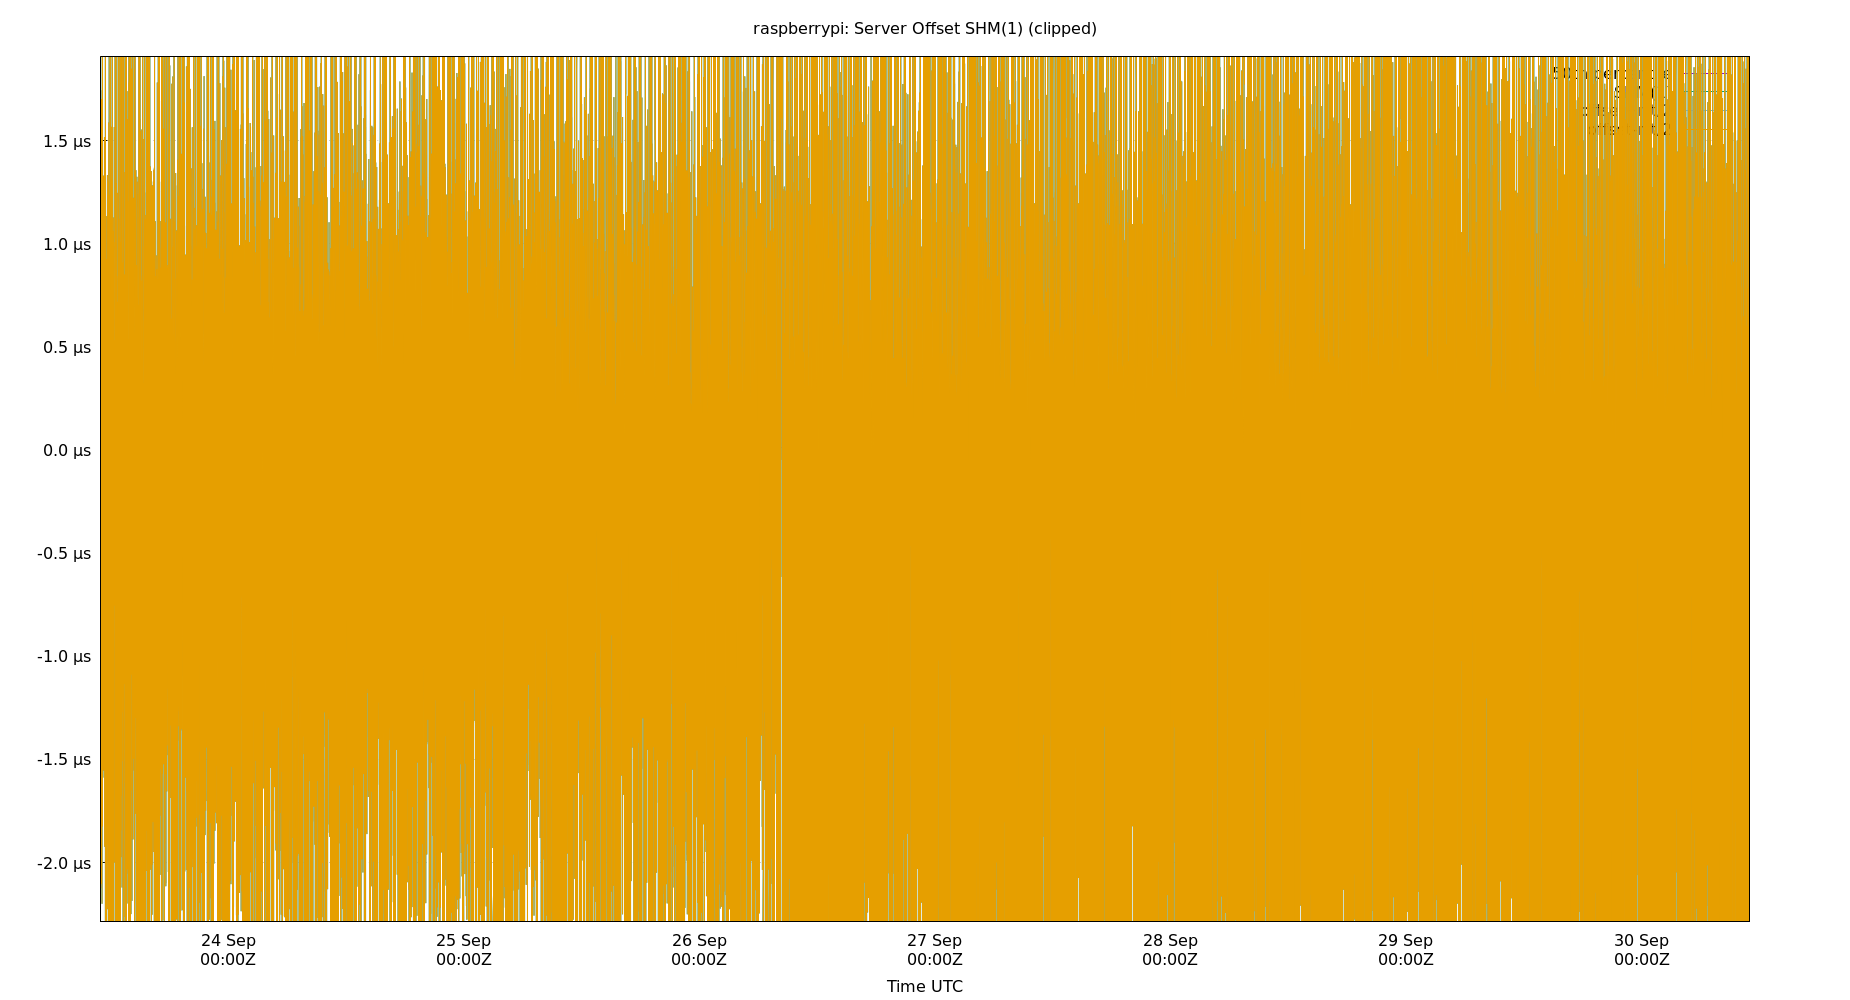 raspberrypi: Server Offset SHM(1) (clipped)
1.5 µs
1.0 µs
0.5 µs
0.0 µs
-0.5 µs
-1.0 µs
-1.5 µs
-2.0 µs
24 Sep
00:00Z
25 Sep
00:00Z
26 Sep
00:00Z
27 Sep
00:00Z
28 Sep
00:00Z
29 Sep
00:00Z
30 Sep
00:00Z
Time UTC